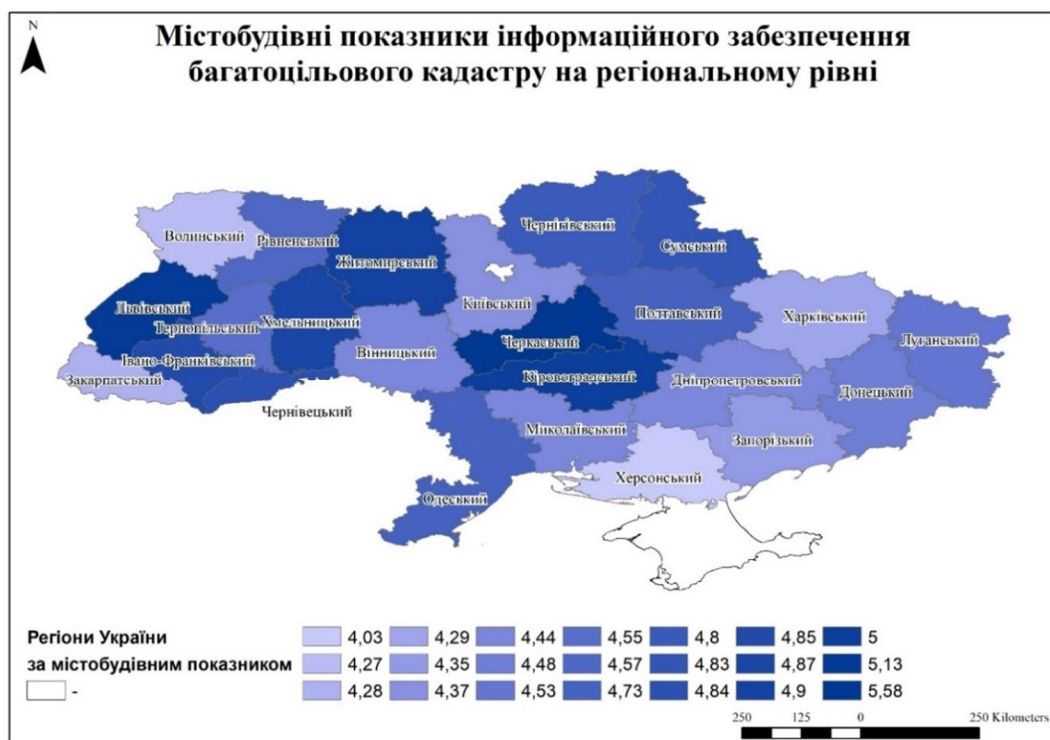 N
Містобудівні показники інформаційного забезпечення
багатоцільового кадастру на регіональному рівні
Волинський
Рівненський
Житомирський
Чернігівський
Сумський
Київський
Львівський
Тернопільський
Хмельницький
Івано-Франківський
Закарпатський
Чернівецький
Вінницький
Черкаський
Кіровоградський
Полтавський
Харківський
Луганський
Дніпропетровський
Донецький
Миколаївський
Запорізький
Херсонський
Одеський
Регіони України
за містобудівним показником
-
4,03 4,29 4,44 4,55 4,8 4,85 5
4,27 4,35 4,48 4,57 4,83 4,87 5,13
4,28 4,37 4,53 4,73 4,84 4,9 5,58
250 125 0 250 Kilometers